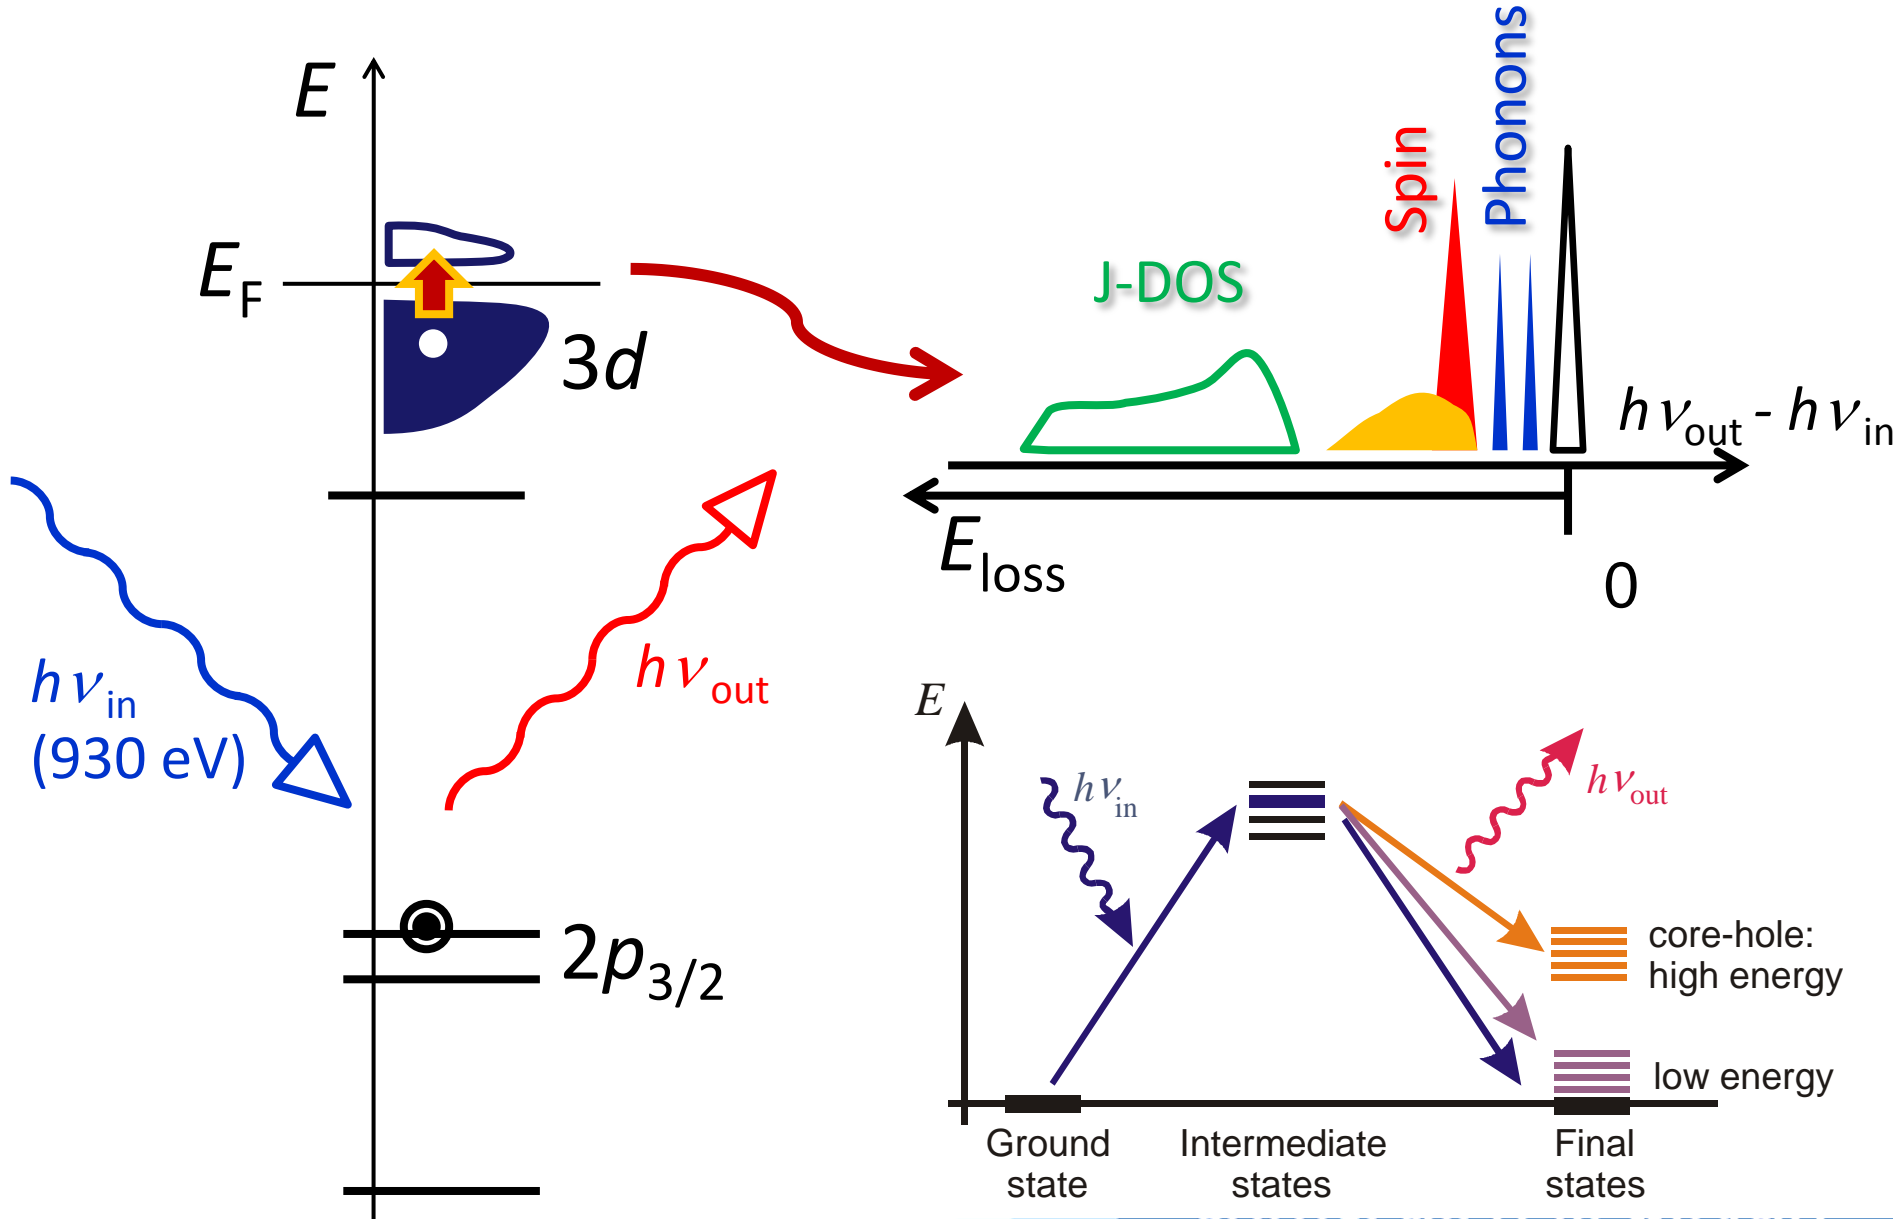 E
E_F
3d
hν_in
(930 eV)
hν_out
2p_3/2
J-DOS
Spin
Phonons
hν_out - hν_in
E_loss
0
E
hν_in
hν_out
core-hole:
high energy
low energy
Ground
state
Intermediate
states
Final
states